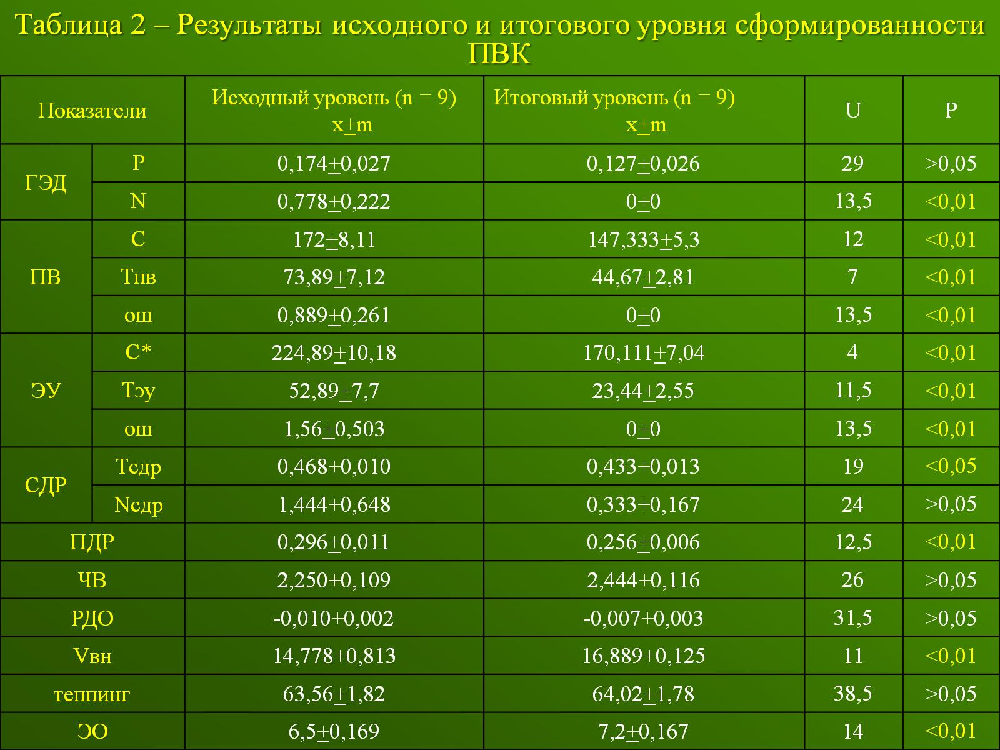 Таблица 2 – Результаты исходного и итогового уровня сформированности
ПВК
Показатели Исходный уровень (n = 9) x±m Итоговый уровень (n = 9) x±m U P
ГЭД P 0,174±0,027 0,127±0,026 29 >0,05
N 0,778±0,222 0±0 13,5 <0,01
ПВ С 172±8,11 147,333±5,3 12 <0,01
Тпв 73,89±7,12 44,67±2,81 7 <0,01
ош 0,889±0,261 0±0 13,5 <0,01
ЭУ С* 224,89±10,18 170,111±7,04 4 <0,01
Тэу 52,89±7,7 23,44±2,55 11,5 <0,01
ош 1,56±0,503 0±0 13,5 <0,01
СДР Тсдр 0,468+0,010 0,433+0,013 19 <0,05
Nсдр 1,444+0,648 0,333+0,167 24 >0,05
ПДР 0,296±0,011 0,256±0,006 12,5 <0,01
ЧВ 2,250+0,109 2,444+0,116 26 >0,05
РДО -0,010+0,002 -0,007+0,003 31,5 >0,05
Vвн 14,778+0,813 16,889+0,125 11 <0,01
теппинг 63,56±1,82 64,02±1,78 38,5 >0,05
ЭО 6,5±0,169 7,2±0,167 14 <0,01